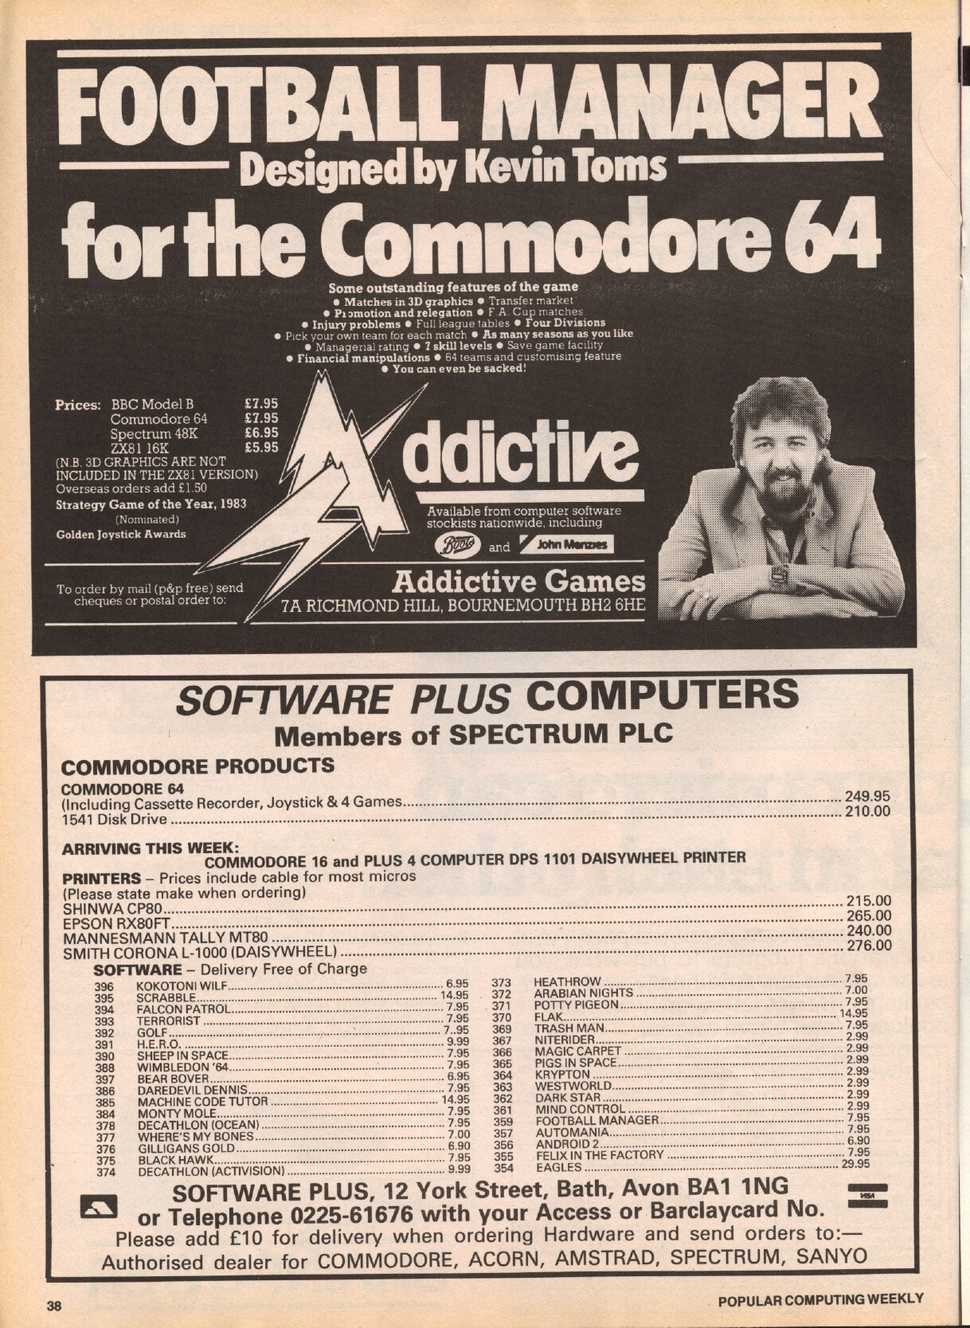 FOOTBALL MANAGER
Designed by Kevin Toms
for the Commodore 64
Some outstanding features of the game
● Matches in 3D graphics ● Transfer market
● Promotion and relegation ● F.A. Cup matches
● Injury problems ● Full league tables ● Four Divisions
● Pick your own team for each match ● As many seasons as you like
● Managerial rating ● 7 skill levels ● Save game facility
● Financial manipulations ● 64 teams and customising feature
● You can even be sacked!
Prices: BBC Model B £7.95
Commodore 64 £7.95
Spectrum 48K £6.95
ZX81 16K £5.95
(N.B. 3D GRAPHICS ARE NOT
INCLUDED IN THE ZX81 VERSION)
Overseas orders add £1.50
Strategy Game of the Year, 1983
(Nominated)
Golden Joystick Awards
Addictive
Available from computer software
stockists nationwide, including
Boots and John Menzies
To order by mail (p&p free) send
cheques or postal order to:
Addictive Games
7A RICHMOND HILL, BOURNEMOUTH BH2 6HE
SOFTWARE PLUS COMPUTERS
Members of SPECTRUM PLC
COMMODORE PRODUCTS
COMMODORE 64
(Including Cassette Recorder, Joystick & 4 Games 249.95
1541 Disk Drive 210.00
ARRIVING THIS WEEK:
COMMODORE 16 and PLUS 4 COMPUTER DPS 1101 DAISYWHEEL PRINTER
PRINTERS – Prices include cable for most micros
(Please state make when ordering)
SHINWA CP80 215.00
EPSON RX80FT 265.00
MANNESMANN TALLY MT80 240.00
SMITH CORONA L-1000 (DAISYWHEEL) 276.00
SOFTWARE – Delivery Free of Charge
396 KOKOTONI WILF 6.95
395 SCRABBLE 14.95
394 FALCON PATROL 7.95
393 TERRORIST 7.95
392 GOLF 7..95
391 H.E.R.O. 9.99
390 SHEEP IN SPACE 7.95
388 WIMBLEDON '64 7.95
397 BEAR BOVER 6.95
386 DAREDEVIL DENNIS 7.95
385 MACHINE CODE TUTOR 14.95
384 MONTY MOLE 7.95
378 DECATHLON (OCEAN) 7.95
377 WHERE'S MY BONES 7.00
376 GILLIGANS GOLD 6.90
375 BLACK HAWK 7.95
374 DECATHLON (ACTIVISION) 9.99
373 HEATHROW 7.95
372 ARABIAN NIGHTS 7.00
371 POTTY PIGEON 7.95
370 FLAK 14.95
369 TRASH MAN 7.95
367 NITERIDER 2.99
366 MAGIC CARPET 2.99
365 PIGS IN SPACE 2.99
364 KRYPTON 2.99
363 WESTWORLD 2.99
362 DARK STAR 2.99
361 MIND CONTROL 2.99
359 FOOTBALL MANAGER 7.95
357 AUTOMANIA 7.95
356 ANDROID 2 6.90
355 FELIX IN THE FACTORY 7.95
354 EAGLES 29.95
SOFTWARE PLUS, 12 York Street, Bath, Avon BA1 1NG
or Telephone 0225-61676 with your Access or Barclaycard No.
VISA
Please add £10 for delivery when ordering Hardware and send orders to:—
Authorised dealer for COMMODORE, ACORN, AMSTRAD, SPECTRUM, SANYO
38
POPULAR COMPUTING WEEKLY